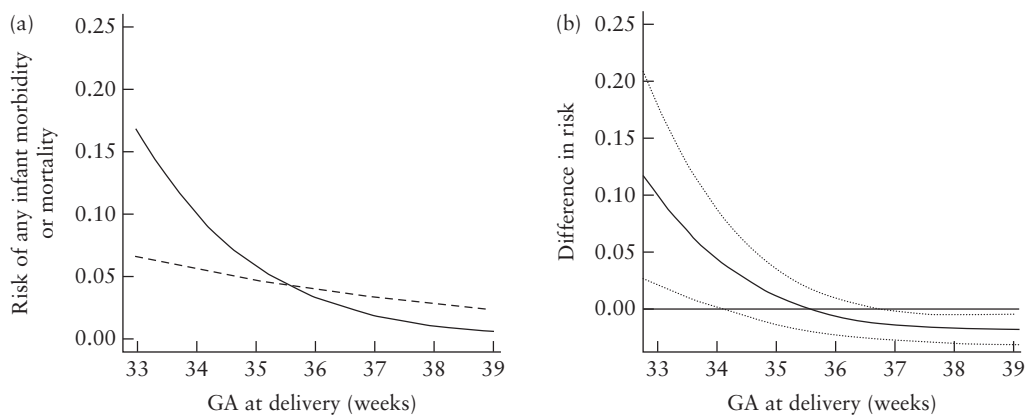 (a)
0.25
0.20
0.15
0.10
0.05
0.00
Risk of any infant morbidity
or mortality
33 34 35 36 37 38 39
GA at delivery (weeks)
(b)
0.25
0.20
0.15
0.10
0.05
0.00
Difference in risk
33 34 35 36 37 38 39
GA at delivery (weeks)